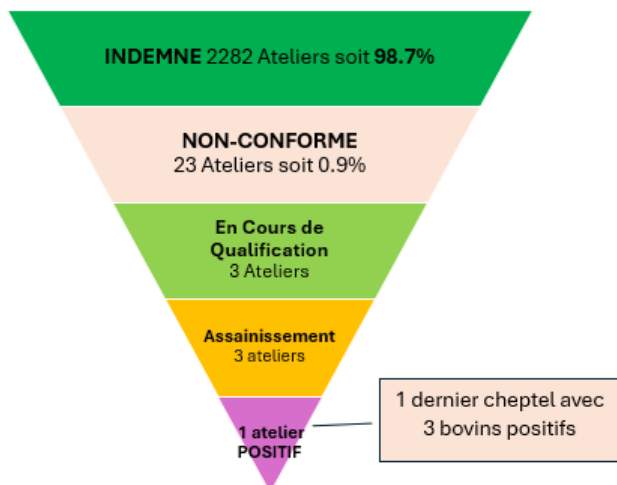 INDEMNE 2282 Ateliers soit 98.7%
NON-CONFORME
23 Ateliers soit 0.9%
En Cours de
Qualification
3 Ateliers
Assainissement
3 ateliers
1 atelier
POSITIF
1 dernier cheptel avec
3 bovins positifs